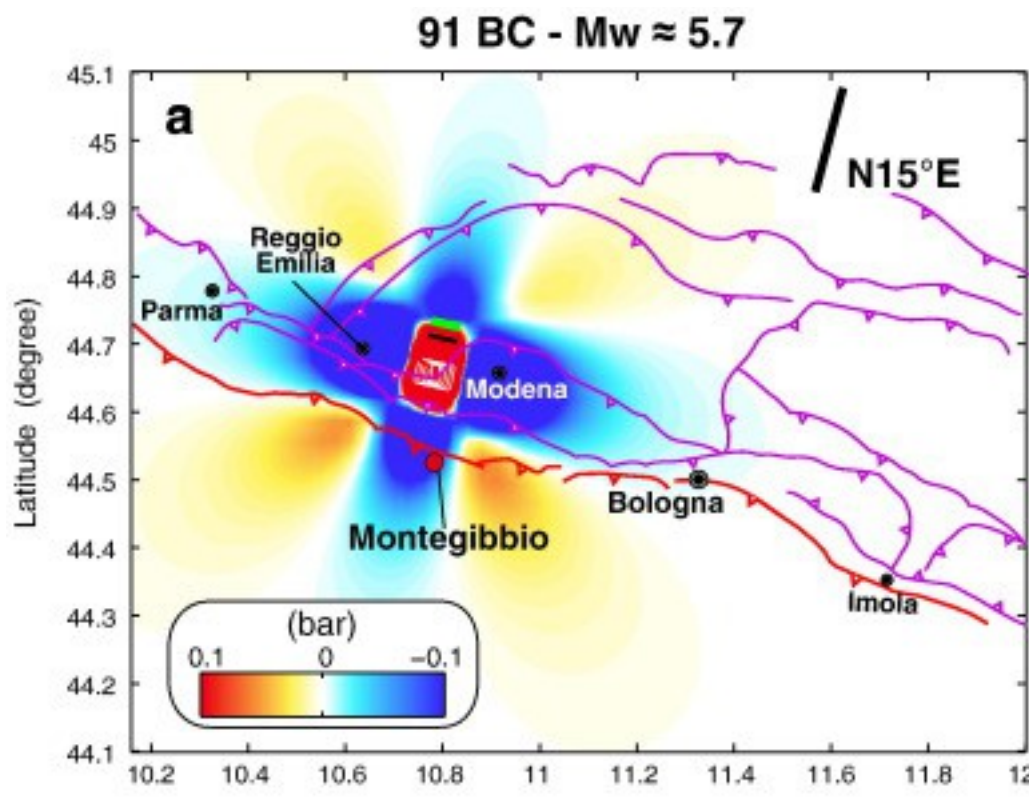 91 BC - Mw ≈ 5.7
a
N15°E
Reggio
Emilia
Parma
Modena
Montegibbio
Bologna
Imola
(bar)
0.1 0 −0.1
Latitude (degree)
45.1
45
44.9
44.8
44.7
44.6
44.5
44.4
44.3
44.2
44.1
10.2 10.4 10.6 10.8 11 11.2 11.4 11.6 11.8 12